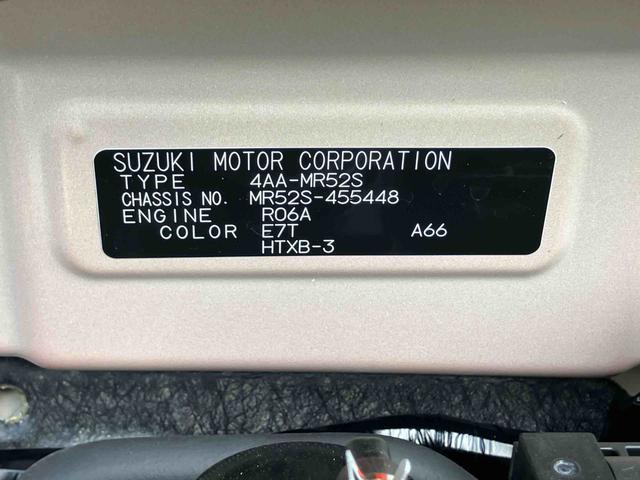 SUZUKI MOTOR CORPORATION
TYPE 4AA-MR52S
CHASSIS NO. MR52S-455448
ENGINE R06A
COLOR E7T A66
HTXB-3